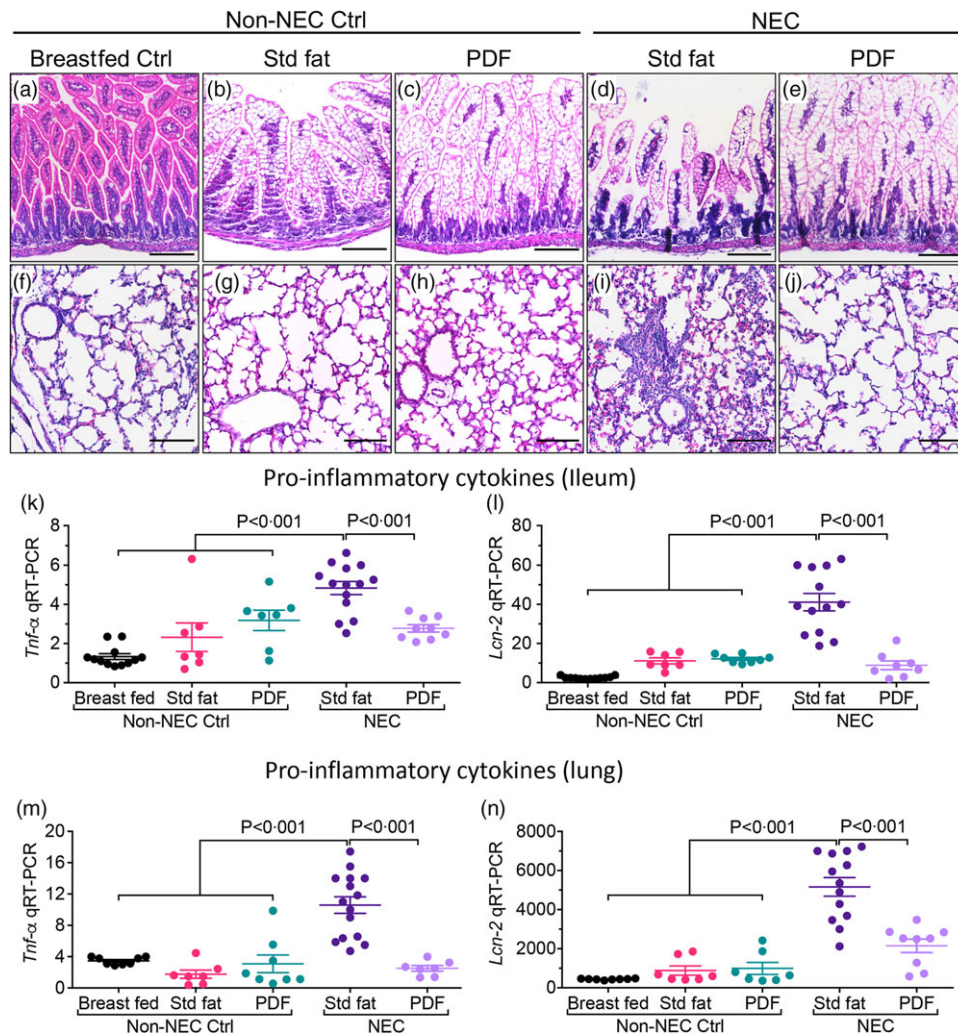 Non-NEC Ctrl NEC
Breastfed Ctrl Std fat PDF Std fat PDF
(a) (b) (c) (d) (e)
(f) (g) (h) (i) (j)
Pro-inflammatory cytokines (Ileum)
(k) (l)
P<0·001 P<0·001 P<0·001 P<0·001
Tnf-α qRT-PCR
8
6
4
2
0
Breast fed Std fat PDF Std fat PDF
Non-NEC Ctrl NEC
Lcn-2 qRT-PCR
80
60
40
20
0
Breast fed Std fat PDF Std fat PDF
Non-NEC Ctrl NEC
Pro-inflammatory cytokines (lung)
(m) (n)
P<0·001 P<0·001 P<0·001 P<0·001
Tnf-α qRT-PCR
20
16
12
8
4
0
Breast fed Std fat PDF Std fat PDF
Non-NEC Ctrl NEC
Lcn-2 qRT-PCR
8000
6000
4000
2000
0
Breast fed Std fat PDF Std fat PDF
Non-NEC Ctrl NEC